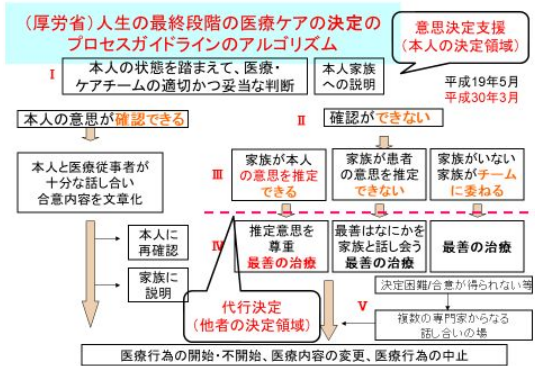 (厚労省)人生の最終段階の医療ケアの決定の
プロセスガイドラインのアルゴリズム
意思決定支援
(本人の決定領域)
I
本人の状態を踏まえて、医療・
ケアチームの適切かつ妥当な判断
本人家族
への説明
平成19年5月
平成30年3月
本人の意思が確認できる
II
確認ができない
本人と医療従事者が
十分な話し合い
合意内容を文章化
III
家族が本人
の意思を推定
できる
家族が患者
の意思を推定
できない
家族がいない
家族がチーム
に委ねる
本人に
再確認
家族に
説明
IV
推定意思を
尊重
最善の治療
最善はなにかを
家族と話し合う
最善の治療
最善の治療
代行決定
(他者の決定領域)
決定困難/合意が得られない等
V
複数の専門家からなる
話し合いの場
医療行為の開始・不開始、医療内容の変更、医療行為の中止